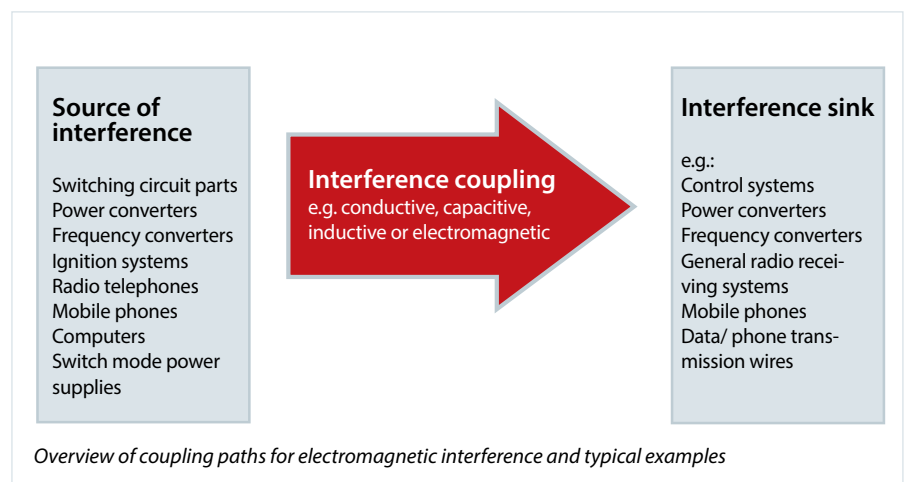 Source of
interference
Switching circuit parts
Power converters
Frequency converters
Ignition systems
Radio telephones
Mobile phones
Computers
Switch mode power
supplies
Interference coupling
e.g. conductive, capacitive,
inductive or electromagnetic
Interference sink
e.g.:
Control systems
Power converters
Frequency converters
General radio recei-
ving systems
Mobile phones
Data/ phone trans-
mission wires
Overview of coupling paths for electromagnetic interference and typical examples